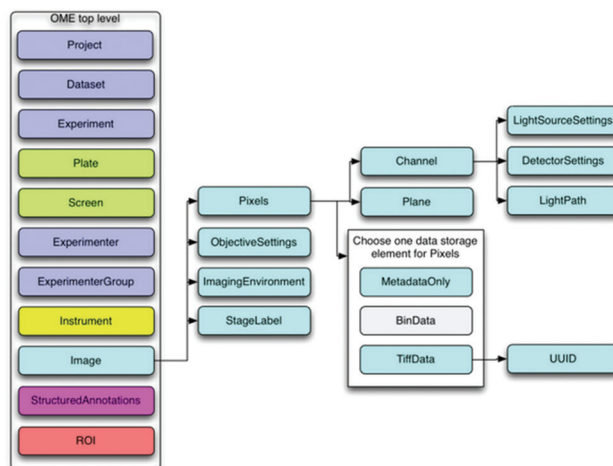 OME top level
Project
Dataset
Experiment
Plate
Screen
Experimenter
ExperimenterGroup
Instrument
Image
StructuredAnnotations
ROI
Pixels
ObjectiveSettings
ImagingEnvironment
StageLabel
Channel
Plane
Choose one data storage
element for Pixels
MetadataOnly
BinData
TiffData
LightSourceSettings
DetectorSettings
LightPath
UUID